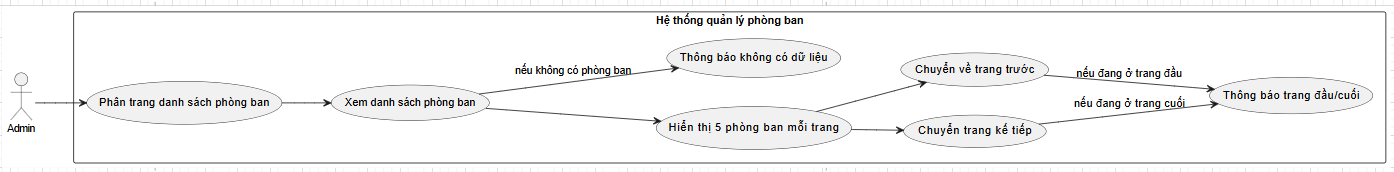 Hệ thống quản lý phòng ban
Admin
Phân trang danh sách phòng ban
Xem danh sách phòng ban
nếu không có phòng ban
Thông báo không có dữ liệu
Hiển thị 5 phòng ban mỗi trang
Chuyển về trang trước
Chuyển trang kế tiếp
nếu đang ở trang đầu
nếu đang ở trang cuối
Thông báo trang đầu/cuối